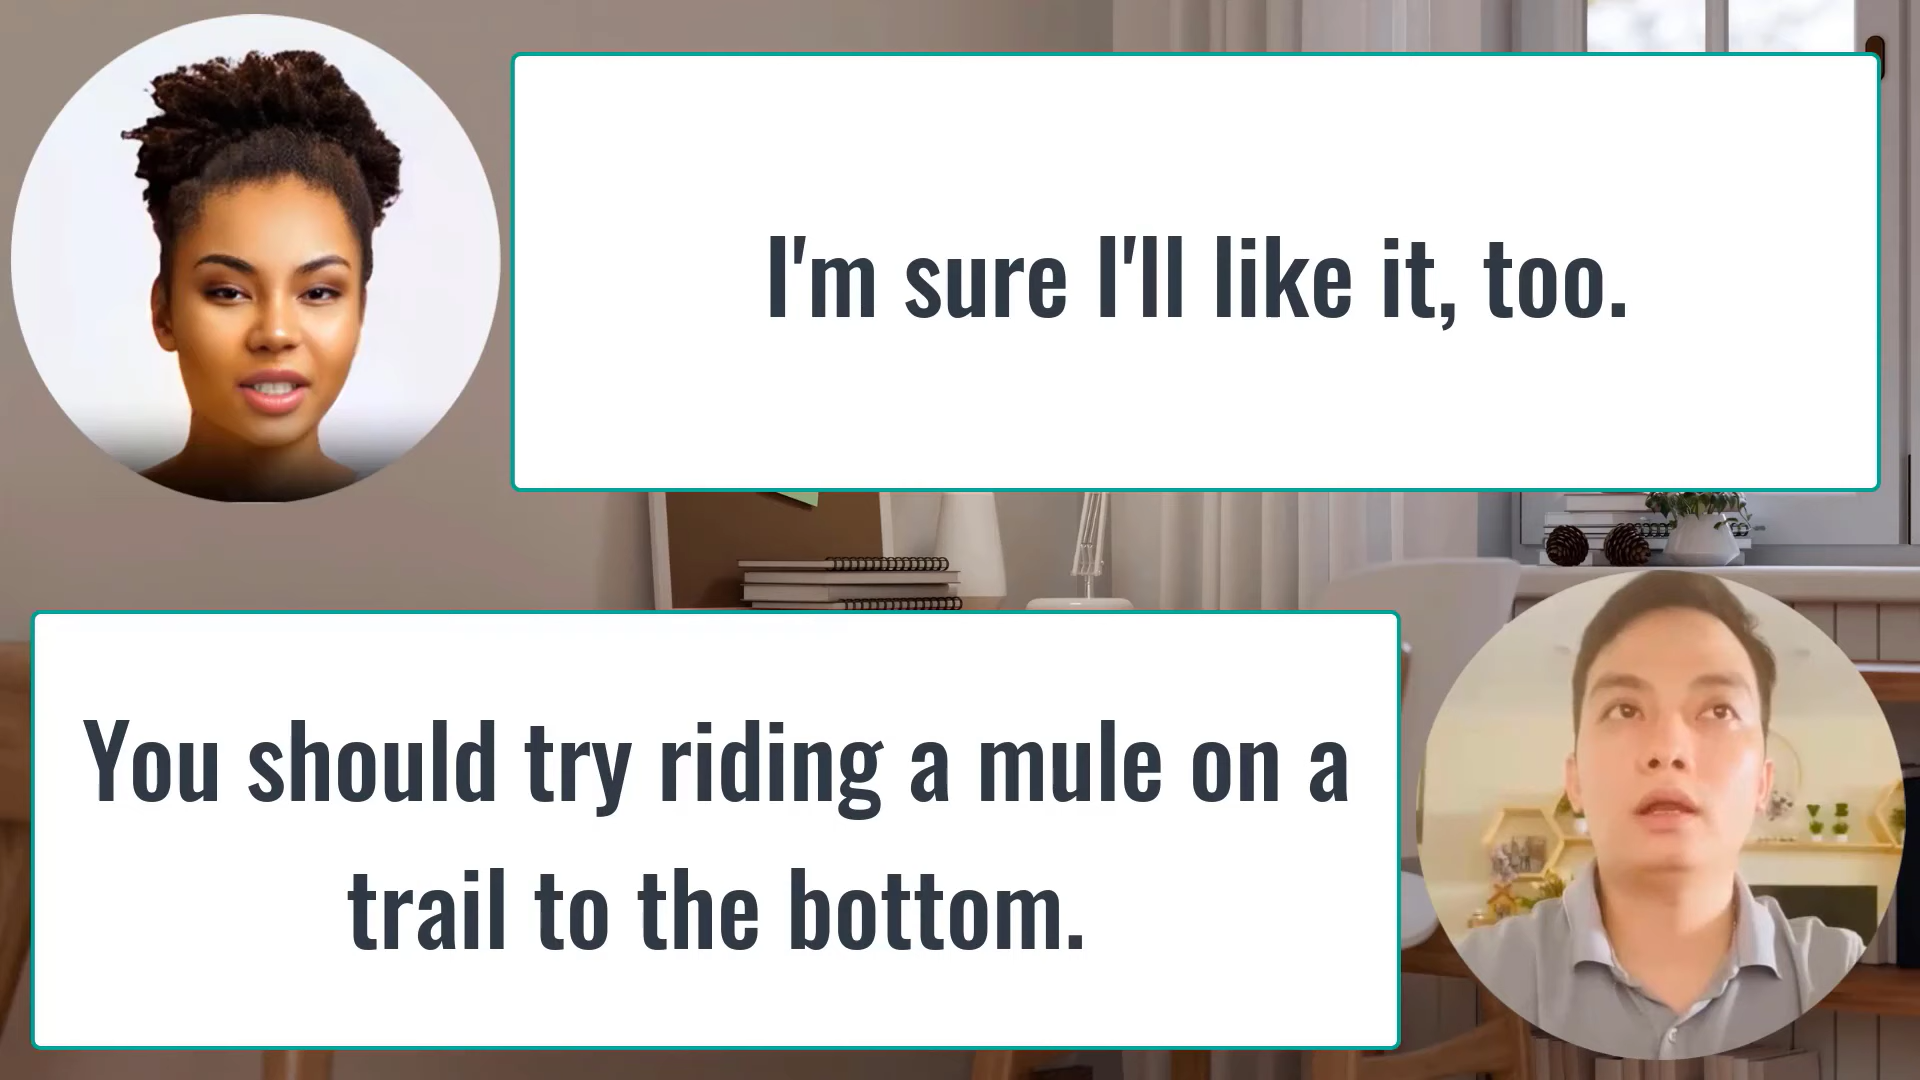 I'm sure I'll like it, too.
You should try riding a mule on a
trail to the bottom.